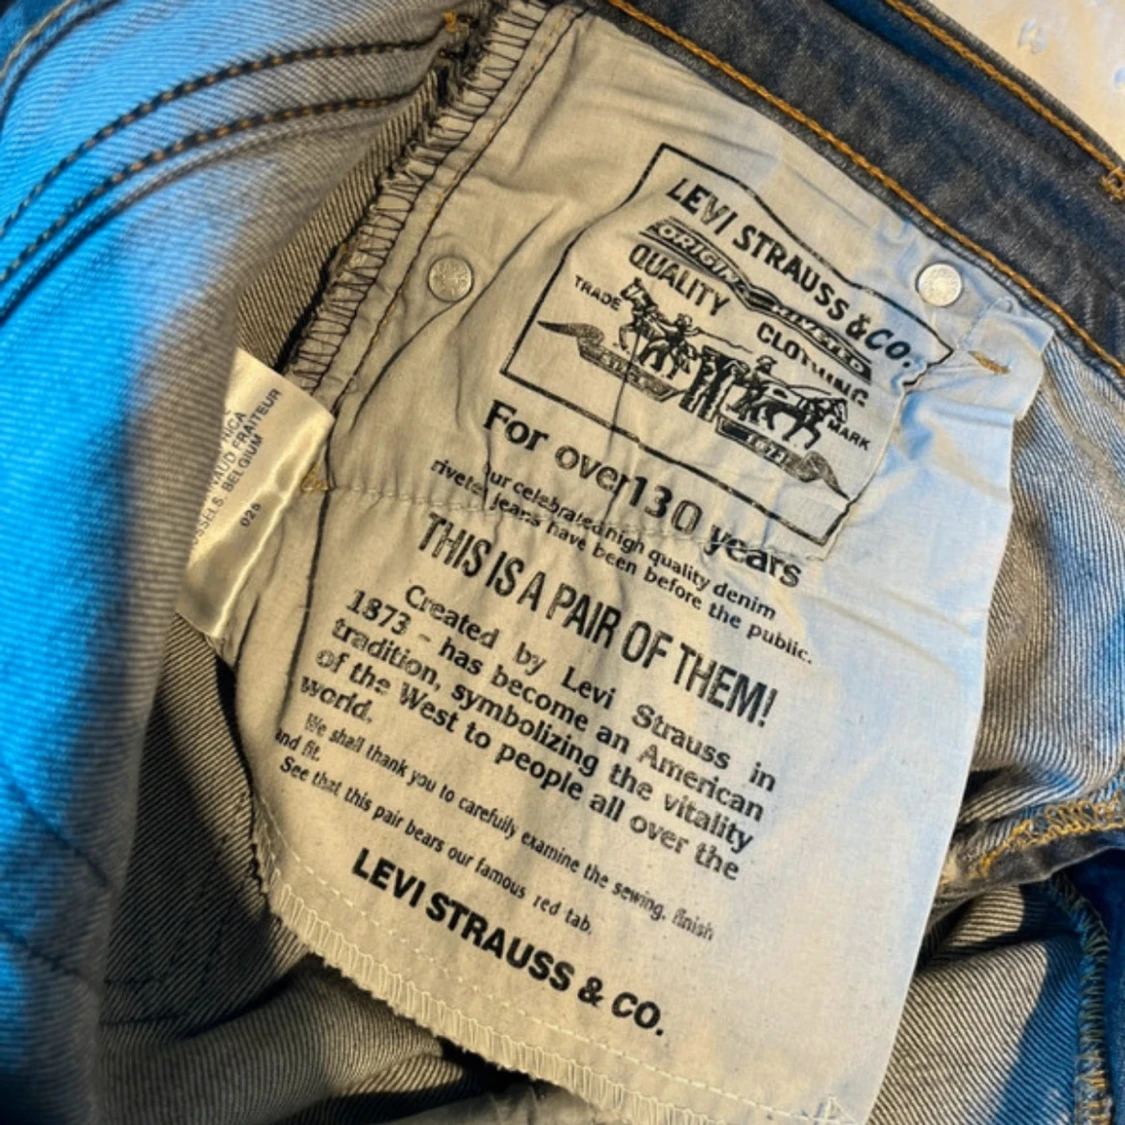 LEVI STRAUSS & CO.
ORIGINAL RIVETED
QUALITY CLOTHING
TRADE MARK
For over 130 years
our celebrated high quality denim
riveted jeans have been before the public.
THIS IS A PAIR OF THEM!
Created by Levi Strauss in
1873 - has become an American
tradition, symbolizing the vitality
of the West to people all over the
world.
We shall thank you to carefully examine the sewing, finish
and fit.
See that this pair bears our famous red tab.
LEVI STRAUSS & CO.
BELGIUM
026